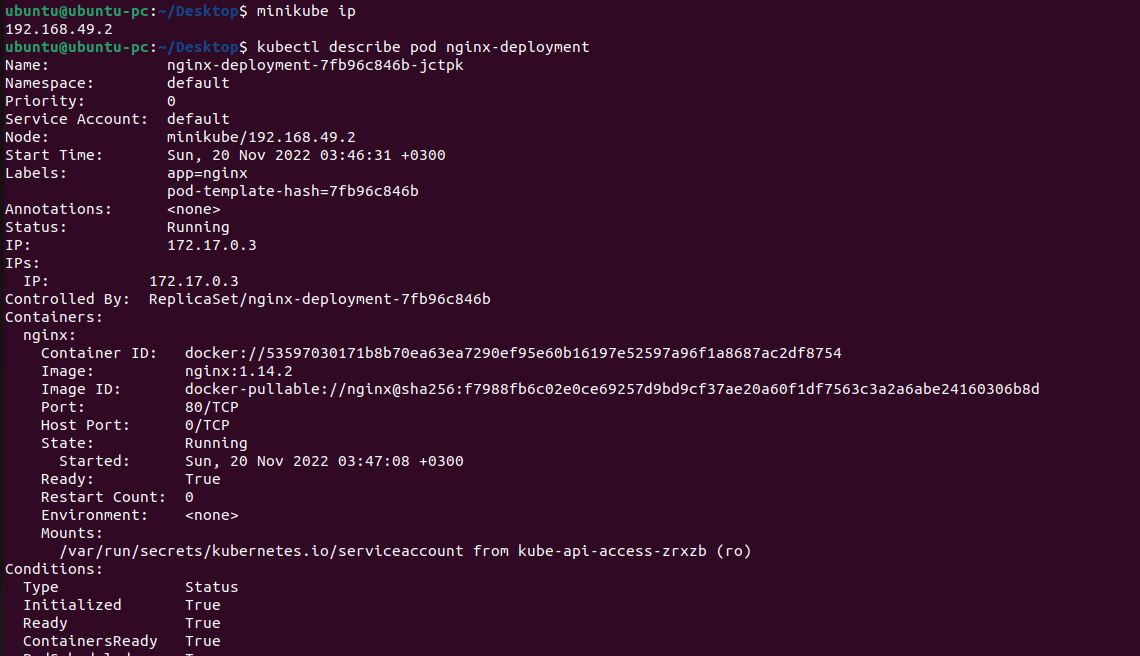 ubuntu@ubuntu-pc:~/Desktop$ minikube ip
192.168.49.2
ubuntu@ubuntu-pc:~/Desktop$ kubectl describe pod nginx-deployment
Name:             nginx-deployment-7fb96c846b-jctpk
Namespace:        default
Priority:         0
Service Account:  default
Node:             minikube/192.168.49.2
Start Time:       Sun, 20 Nov 2022 03:46:31 +0300
Labels:           app=nginx
                  pod-template-hash=7fb96c846b
Annotations:      <none>
Status:           Running
IP:               172.17.0.3
IPs:
  IP:           172.17.0.3
Controlled By:  ReplicaSet/nginx-deployment-7fb96c846b
Containers:
  nginx:
    Container ID:   docker://53597030171b8b70ea63ea7290ef95e60b16197e52597a96f1a8687ac2df8754
    Image:          nginx:1.14.2
    Image ID:       docker-pullable://nginx@sha256:f7988fb6c02e0ce69257d9bd9cf37ae20a60f1df7563c3a2a6abe24160306b8d
    Port:           80/TCP
    Host Port:      0/TCP
    State:          Running
      Started:      Sun, 20 Nov 2022 03:47:08 +0300
    Ready:          True
    Restart Count:  0
    Environment:    <none>
    Mounts:
      /var/run/secrets/kubernetes.io/serviceaccount from kube-api-access-zrxzb (ro)
Conditions:
  Type              Status
  Initialized       True
  Ready             True
  ContainersReady   True